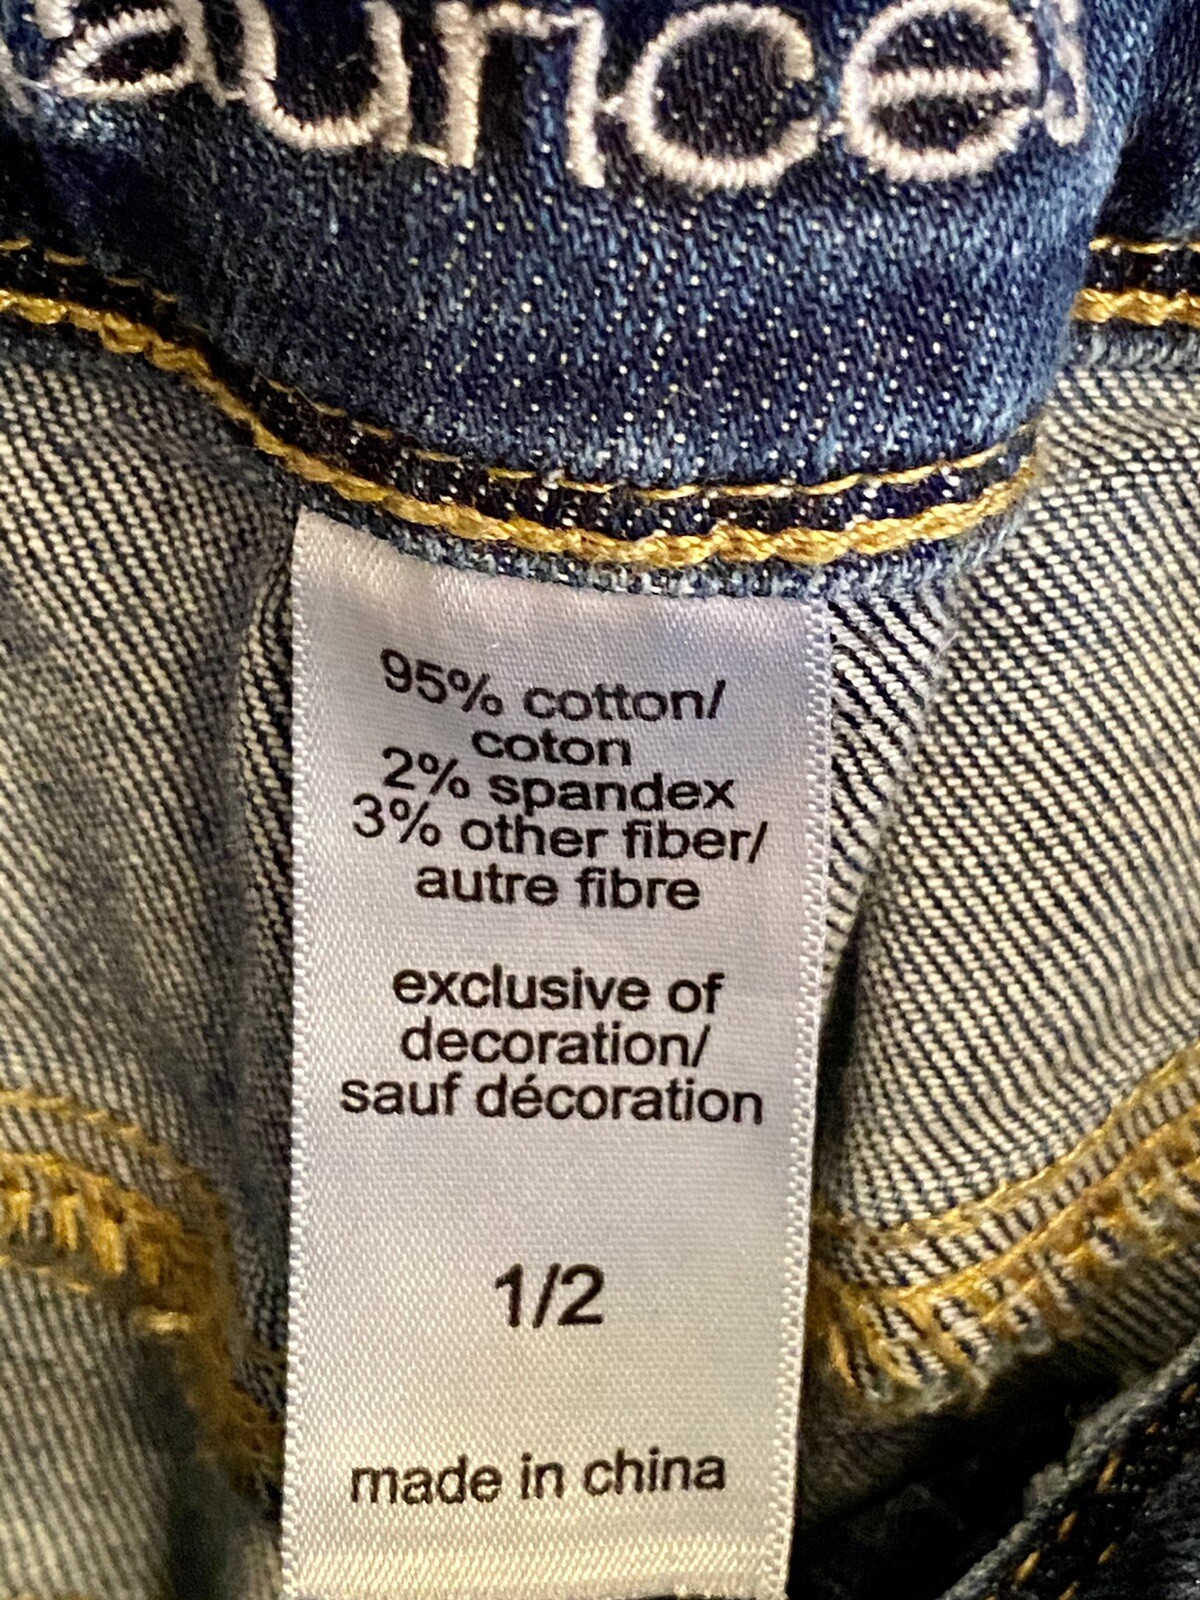 aurices
95% cotton/
coton
2% spandex
3% other fiber/
autre fibre
exclusive of
decoration/
sauf décoration
1/2
made in china